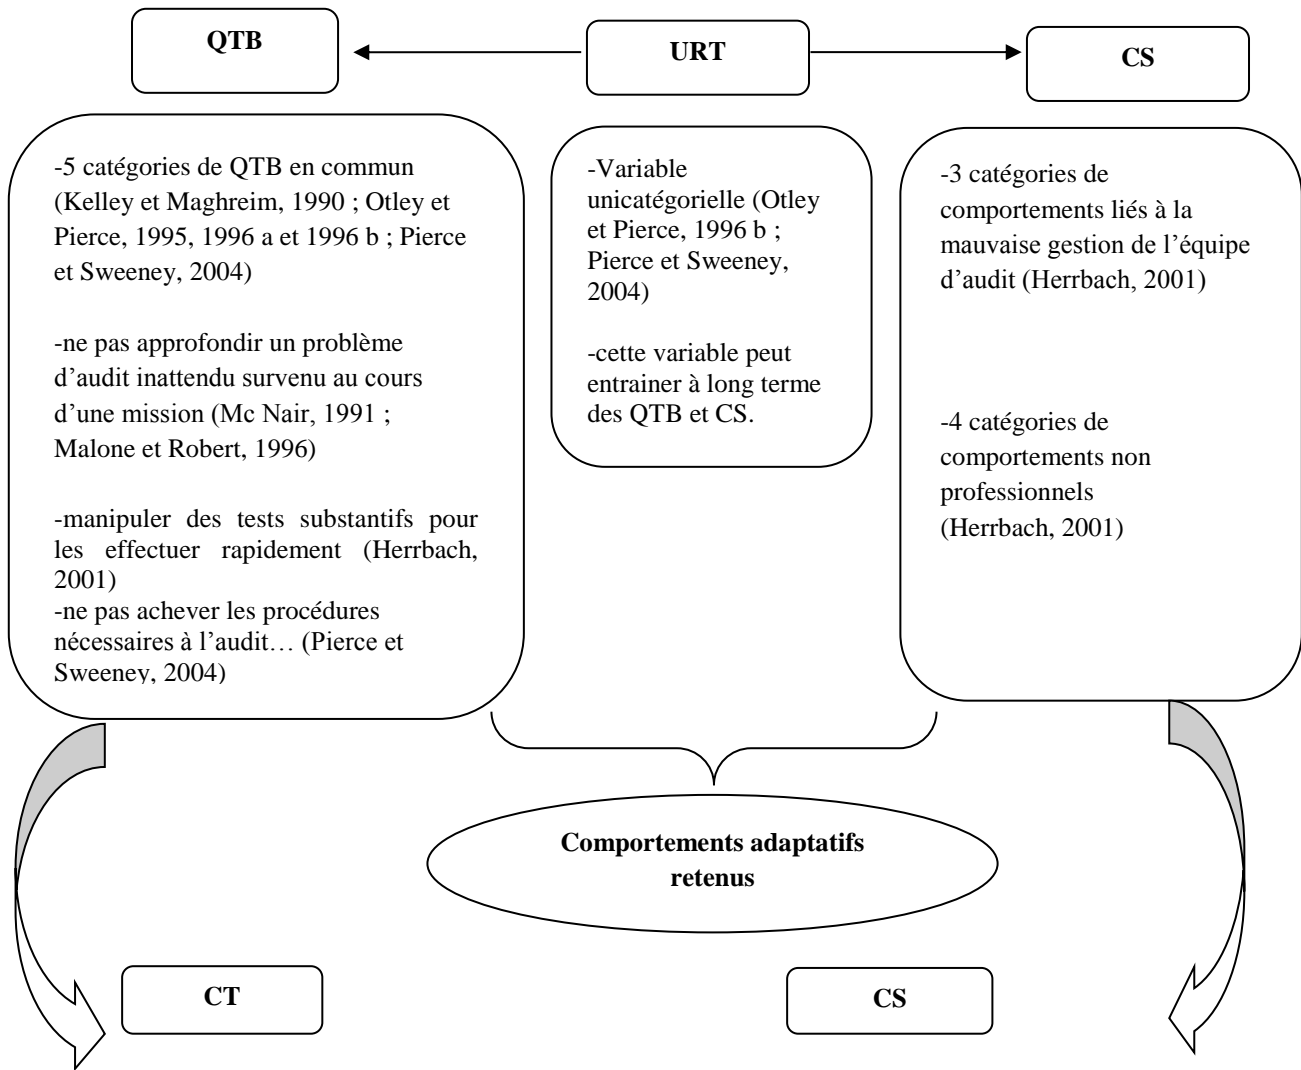 QTB
URT
CS
-5 catégories de QTB en commun
(Kelley et Maghreim, 1990 ; Otley et
Pierce, 1995, 1996 a et 1996 b ; Pierce
et Sweeney, 2004)
-ne pas approfondir un problème
d’audit inattendu survenu au cours
d’une mission (Mc Nair, 1991 ;
Malone et Robert, 1996)
-manipuler des tests substantifs pour
les effectuer rapidement (Herrbach,
2001)
-ne pas achever les procédures
nécessaires à l’audit… (Pierce et
Sweeney, 2004)
-Variable
unicatégorielle (Otley
et Pierce, 1996 b ;
Pierce et Sweeney,
2004)
-cette variable peut
entrainer à long terme
des QTB et CS.
-3 catégories de
comportements liés à la
mauvaise gestion de l’équipe
d’audit (Herrbach, 2001)
-4 catégories de
comportements non
professionnels
(Herrbach, 2001)
Comportements adaptatifs
retenus
CT
CS